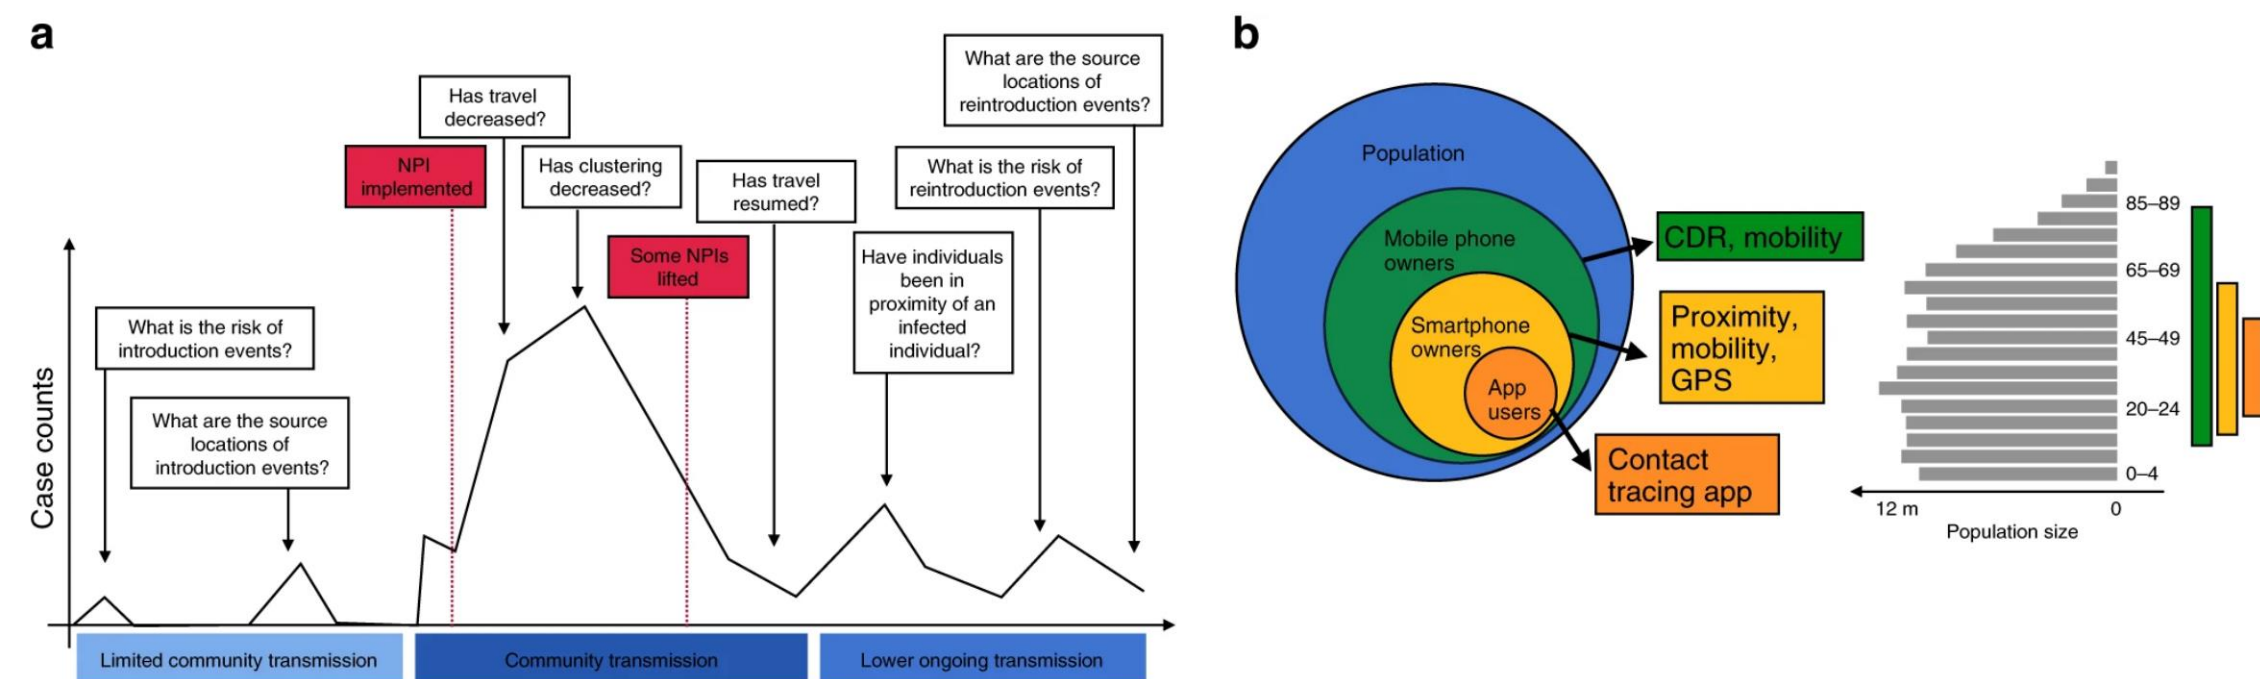 a
What is the risk of
introduction events?
What are the source
locations of
introduction events?
NPI
implemented
Has travel
decreased?
Has clustering
decreased?
Some NPIs
lifted
Has travel
resumed?
Have individuals
been in
proximity of an
infected
individual?
What is the risk of
reintroduction events?
What are the source
locations of
reintroduction events?
Case counts
Limited community transmission
Community transmission
Lower ongoing transmission
b
Population
Mobile phone
owners
Smartphone
owners
App
users
CDR, mobility
Proximity,
mobility,
GPS
Contact
tracing app
85–89
65–69
45–49
20–24
0–4
12 m
0
Population size